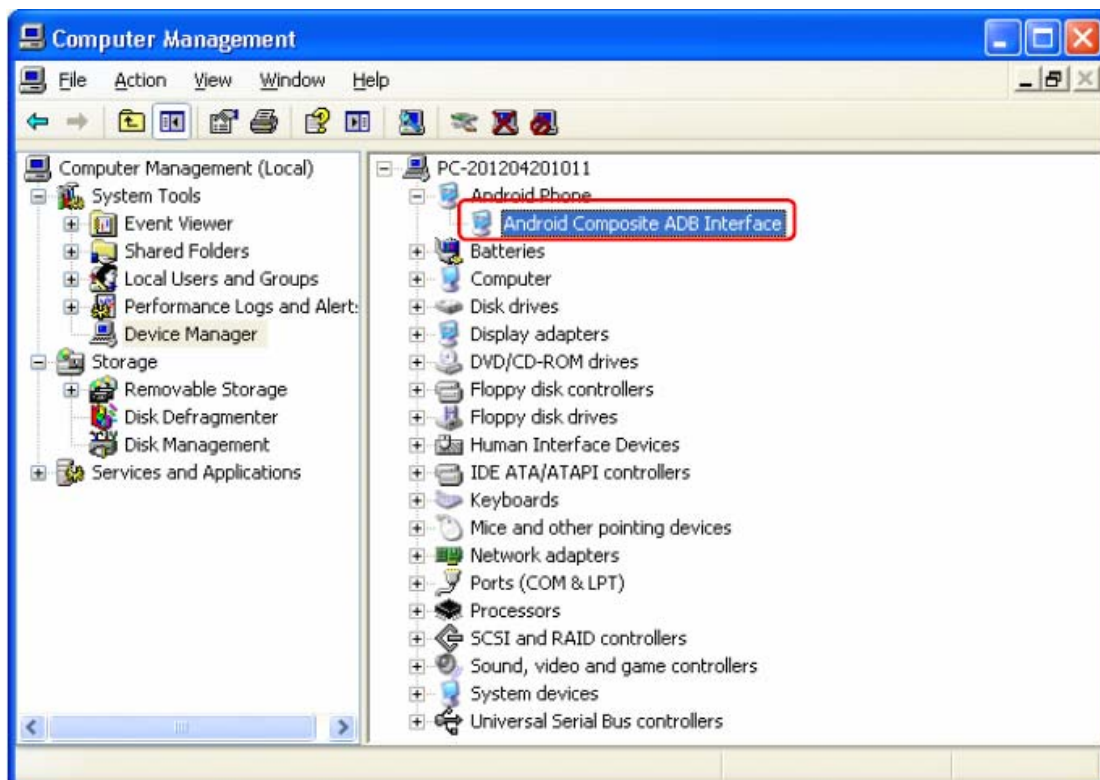 Computer Management
File Action View Window Help
Computer Management (Local)
System Tools
Event Viewer
Shared Folders
Local Users and Groups
Performance Logs and Alert
Device Manager
Storage
Removable Storage
Disk Defragmenter
Disk Management
Services and Applications
PC-201204201011
Android Phone
Android Composite ADB Interface
Batteries
Computer
Disk drives
Display adapters
DVD/CD-ROM drives
Floppy disk controllers
Floppy disk drives
Human Interface Devices
IDE ATA/ATAPI controllers
Keyboards
Mice and other pointing devices
Network adapters
Ports (COM & LPT)
Processors
SCSI and RAID controllers
Sound, video and game controllers
System devices
Universal Serial Bus controllers